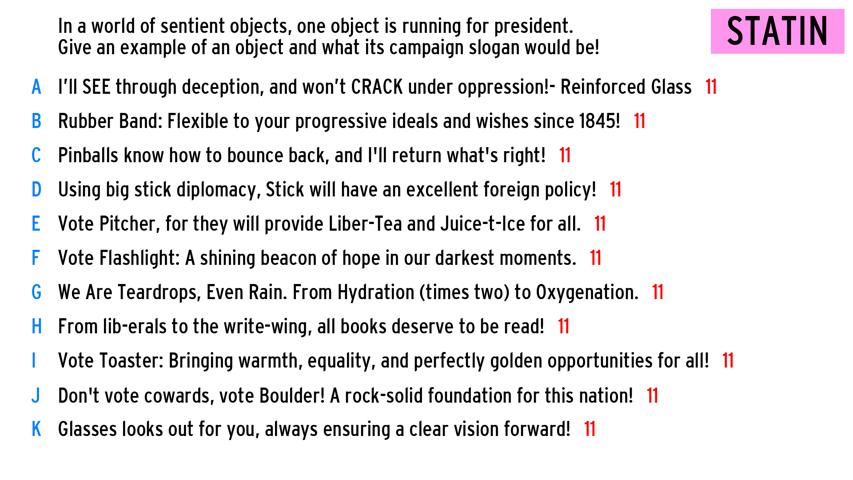 In a world of sentient objects, one object is running for president.
Give an example of an object and what its campaign slogan would be!
STATIN
A I'll SEE through deception, and won't CRACK under oppression!- Reinforced Glass 11
B Rubber Band: Flexible to your progressive ideals and wishes since 1845! 11
C Pinballs know how to bounce back, and I'll return what's right! 11
D Using big stick diplomacy, Stick will have an excellent foreign policy! 11
E Vote Pitcher, for they will provide Liber-Tea and Juice-t-Ice for all. 11
F Vote Flashlight: A shining beacon of hope in our darkest moments. 11
G We Are Teardrops, Even Rain. From Hydration (times two) to Oxygenation. 11
H From lib-erals to the write-wing, all books deserve to be read! 11
I Vote Toaster: Bringing warmth, equality, and perfectly golden opportunities for all! 11
J Don't vote cowards, vote Boulder! A rock-solid foundation for this nation! 11
K Glasses looks out for you, always ensuring a clear vision forward! 11